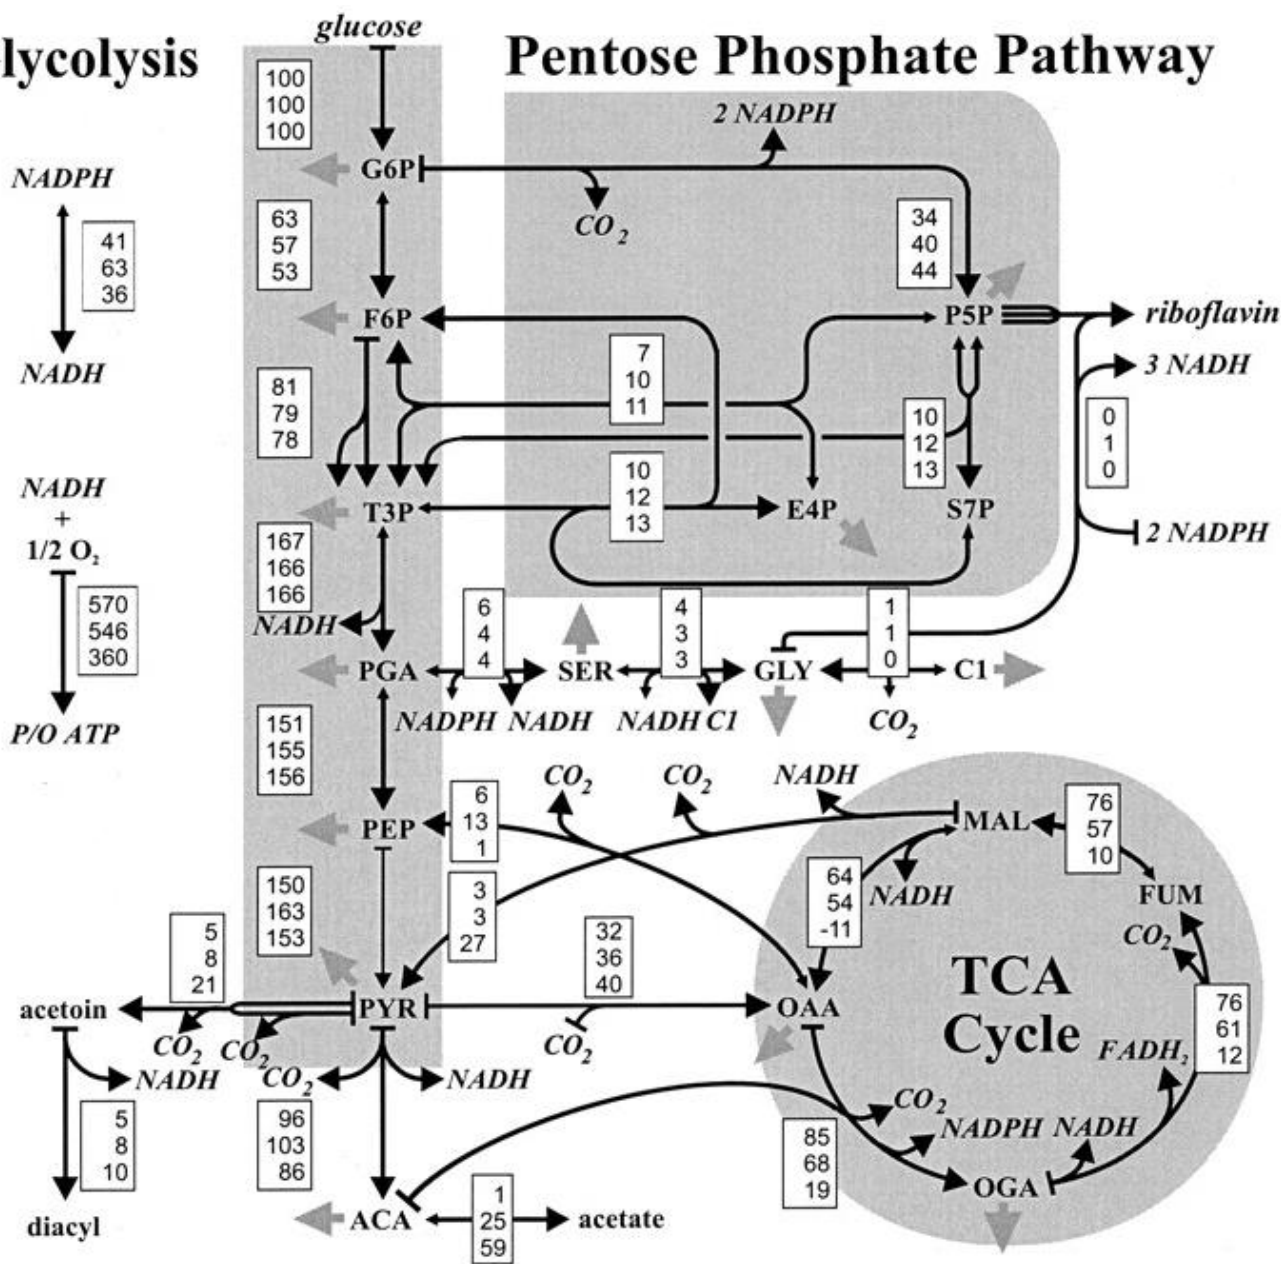 glucose
lycolysis
Pentose Phosphate Pathway
100
100
100
2 NADPH
NADPH
G6P
CO2
41
63
36
63
57
53
34
40
44
F6P
P5P
riboflavin
NADH
3 NADH
81
79
78
7
10
11
10
12
13
0
1
0
NADH
+
1/2 O2
10
12
13
T3P
E4P
S7P
2 NADPH
167
166
166
570
546
360
NADH
6
4
4
4
3
3
1
1
0
PGA
SER
GLY
C1
NADPH
NADH
NADH
C1
CO2
P/O ATP
151
155
156
CO2
CO2
NADH
6
13
1
PEP
MAL
76
57
10
64
54
-11
NADH
FUM
CO2
150
163
153
3
3
27
32
36
40
5
8
21
TCA
Cycle
acetoin
PYR
OAA
76
61
12
CO2
CO2
CO2
FADH2
NADH
CO2
NADH
5
8
10
96
103
86
CO2
NADPH
NADH
85
68
19
OGA
diacyl
ACA
1
25
59
acetate